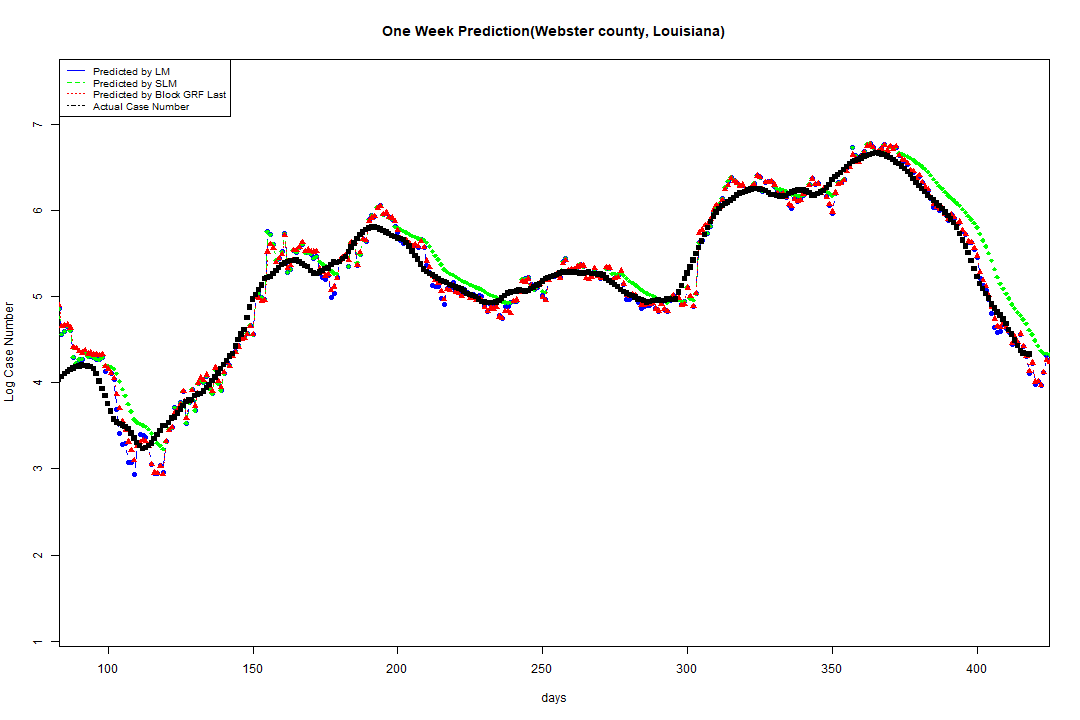 One Week Prediction(Webster county, Louisiana)
Predicted by LM
Predicted by SLM
Predicted by Block GRF Last
Actual Case Number
7
6
5
4
3
2
1
Log Case Number
100 150 200 250 300 350 400
days